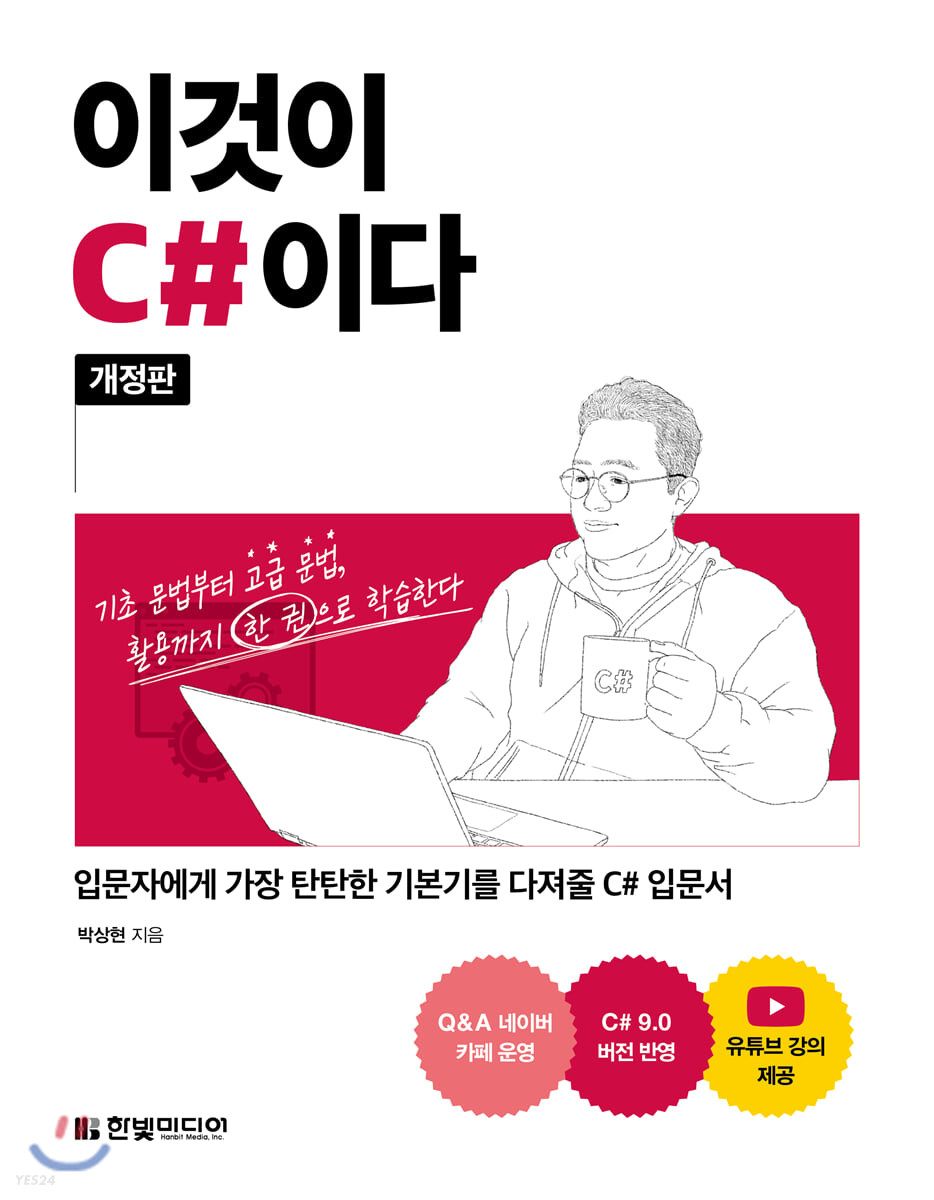 이것이
C#이다
개정판
기초 문법부터 고급 문법,
활용까지 한 권으로 학습한다
C#
입문자에게 가장 탄탄한 기본기를 다져줄 C# 입문서
박상현 지음
Q&A 네이버
카페 운영
C# 9.0
버전 반영
유튜브 강의
제공
한빛미디어
Hanbit Media, Inc.
YES24